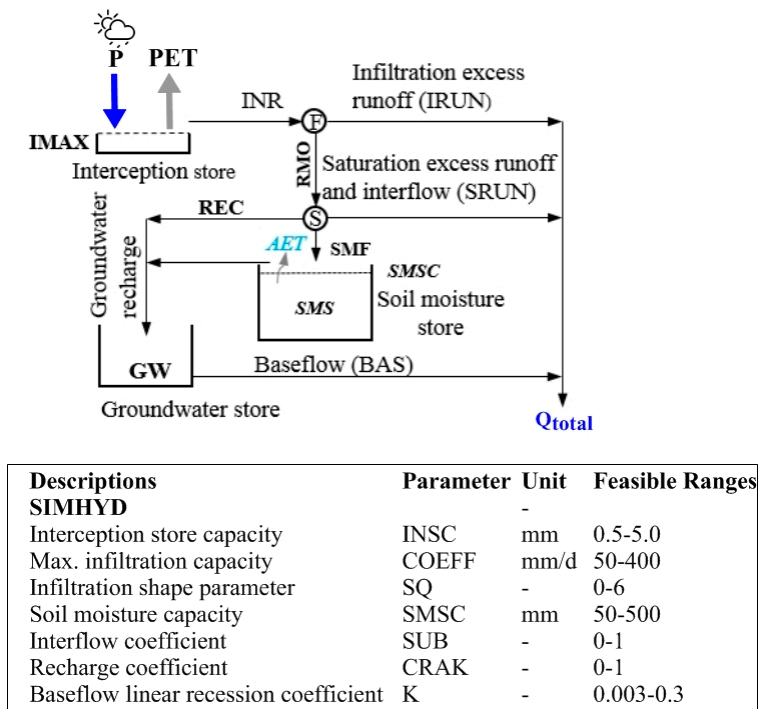 P PET
INR
Infiltration excess
runoff (IRUN)
F
IMAX
Interception store
RMO
Saturation excess runoff
and interflow (SRUN)
REC
S
Groundwater
recharge
AET
SMF
SMSC
SMS
Soil moisture
store
GW
Baseflow (BAS)
Groundwater store
Qtotal
Descriptions Parameter Unit Feasible Ranges
SIMHYD -
Interception store capacity INSC mm 0.5-5.0
Max. infiltration capacity COEFF mm/d 50-400
Infiltration shape parameter SQ - 0-6
Soil moisture capacity SMSC mm 50-500
Interflow coefficient SUB - 0-1
Recharge coefficient CRAK - 0-1
Baseflow linear recession coefficient K - 0.003-0.3